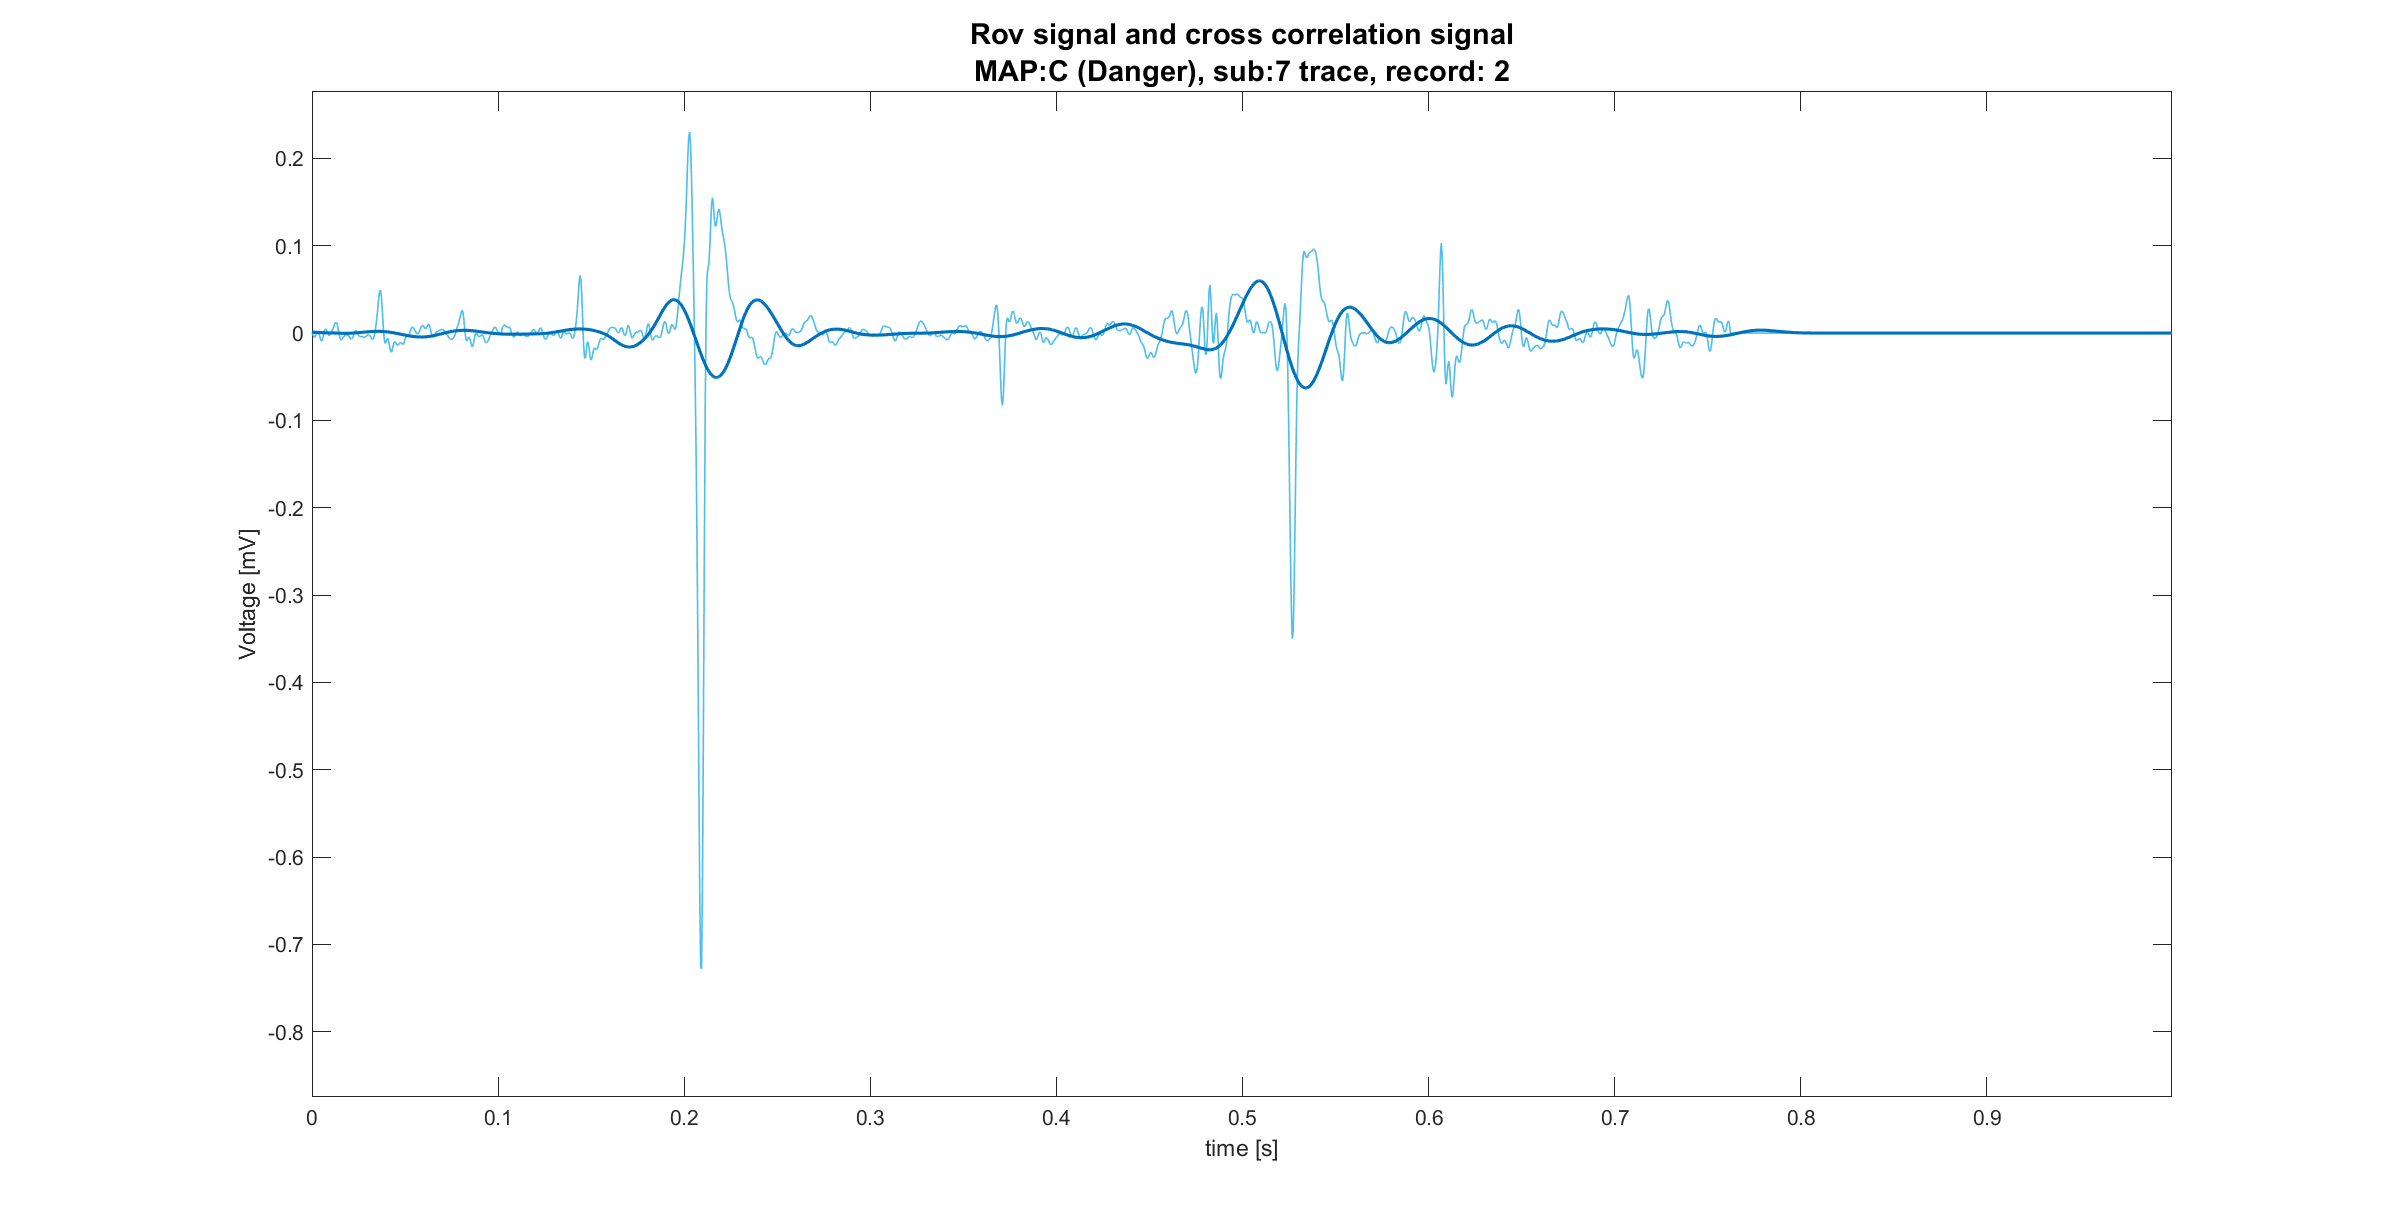 Rov signal and cross correlation signal
MAP:C (Danger), sub:7 trace, record: 2
0.2
0.1
0
-0.1
-0.2
-0.3
-0.4
-0.5
-0.6
-0.7
-0.8
Voltage [mV]
0 0.1 0.2 0.3 0.4 0.5 0.6 0.7 0.8 0.9
time [s]